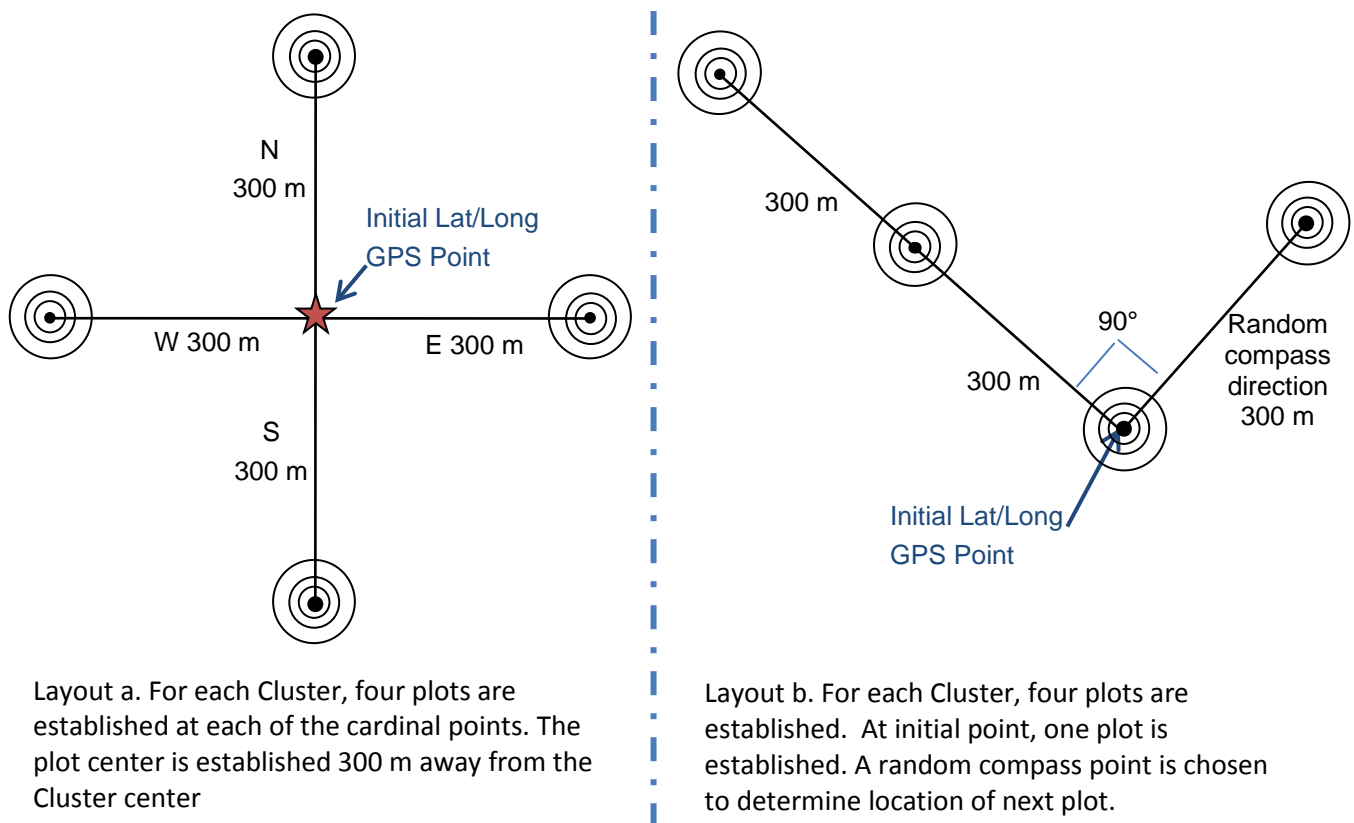 N
300 m
Initial Lat/Long
GPS Point
W 300 m
E 300 m
S
300 m
Layout a. For each Cluster, four plots are
established at each of the cardinal points. The
plot center is established 300 m away from the
Cluster center
300 m
300 m
90°
Random
compass
direction
300 m
Initial Lat/Long
GPS Point
Layout b. For each Cluster, four plots are
established.  At initial point, one plot is
established. A random compass point is chosen
to determine location of next plot.